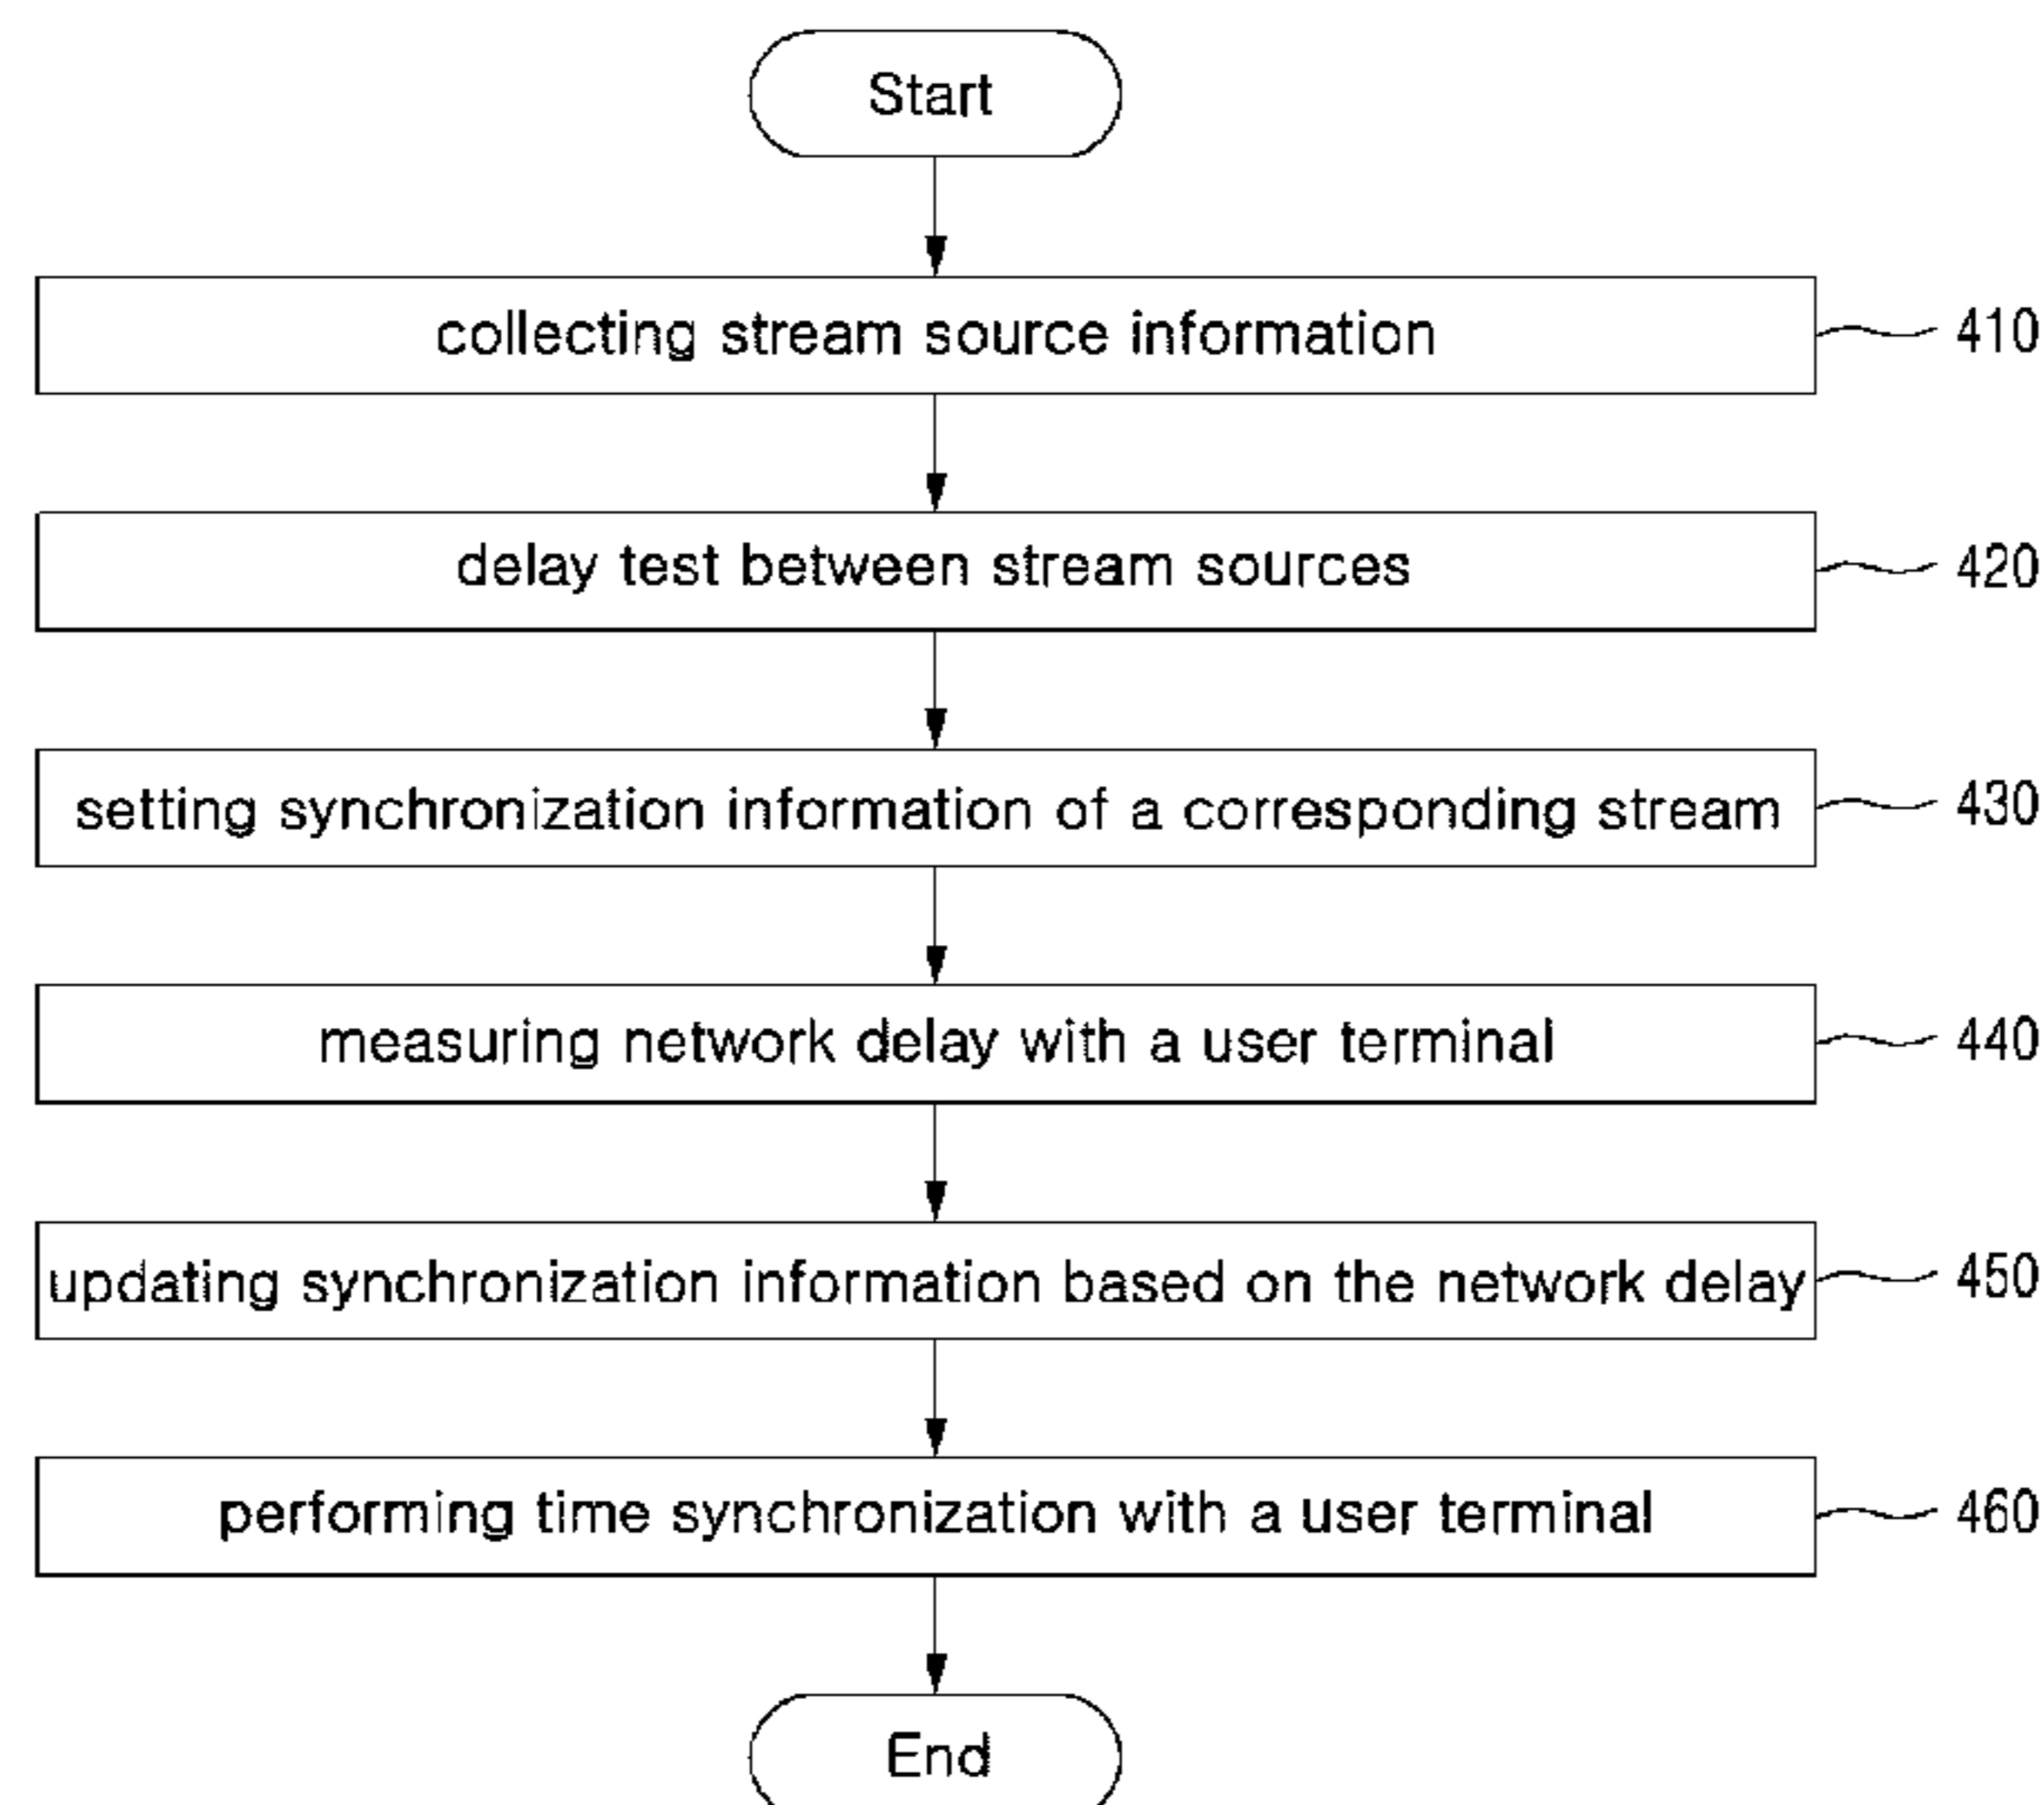 Start
collecting stream source information 410
delay test between stream sources 420
setting synchronization information of a corresponding stream 430
measuring network delay with a user terminal 440
updating synchronization information based on the network delay 450
performing time synchronization with a user terminal 460
End